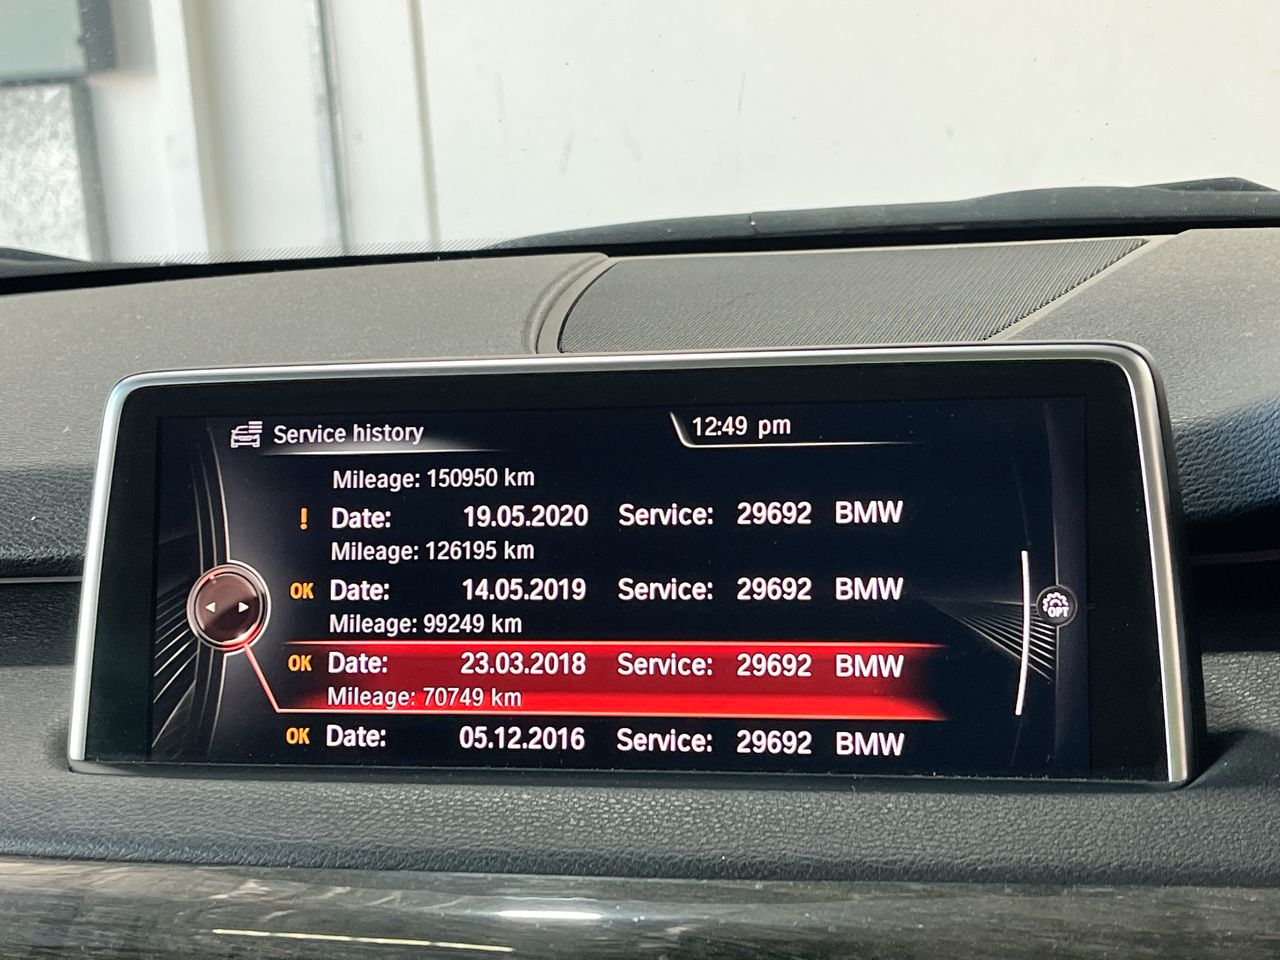 Service history
12:49 pm
Mileage: 150950 km
! Date: 19.05.2020 Service: 29692 BMW
Mileage: 126195 km
OK Date: 14.05.2019 Service: 29692 BMW
Mileage: 99249 km
OK Date: 23.03.2018 Service: 29692 BMW
Mileage: 70749 km
OK Date: 05.12.2016 Service: 29692 BMW
OPT